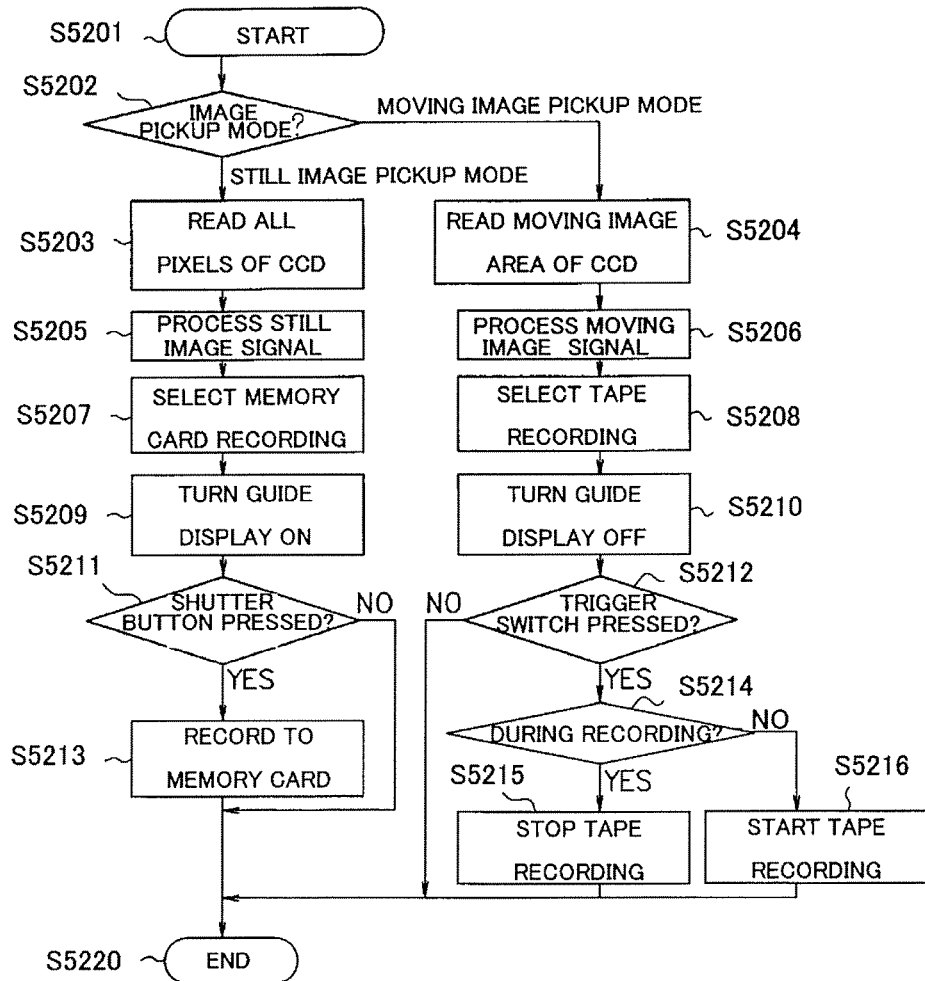 S5201
START
S5202
IMAGE
PICKUP MODE?
MOVING IMAGE PICKUP MODE
STILL IMAGE PICKUP MODE
S5203
READ ALL
PIXELS OF CCD
READ MOVING IMAGE
AREA OF CCD
S5204
S5205
PROCESS STILL
IMAGE SIGNAL
PROCESS MOVING
IMAGE SIGNAL
S5206
S5207
SELECT MEMORY
CARD RECORDING
SELECT TAPE
RECORDING
S5208
S5209
TURN GUIDE
DISPLAY ON
TURN GUIDE
DISPLAY OFF
S5210
S5211
SHUTTER
BUTTON PRESSED?
NO
YES
NO
TRIGGER
SWITCH PRESSED?
S5212
YES
S5213
RECORD TO
MEMORY CARD
DURING RECORDING?
S5214
NO
YES
S5215
STOP TAPE
RECORDING
S5216
START TAPE
RECORDING
S5220
END